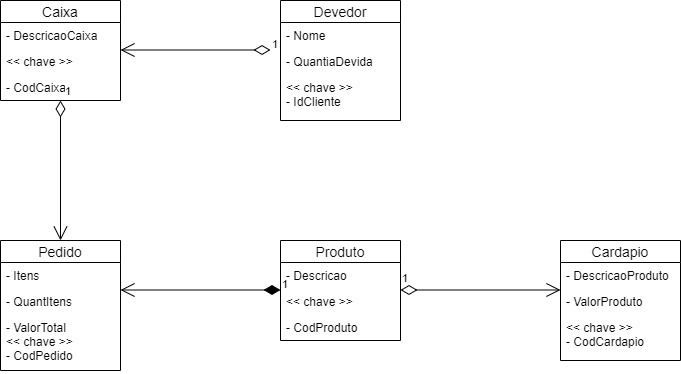 Caixa
- DescricaoCaixa
<< chave >>
- CodCaixa
1
Devedor
- Nome
- QuantiaDevida
<< chave >>
- IdCliente
1
Pedido
- Itens
- QuantItens
- ValorTotal
<< chave >>
- CodPedido
Produto
- Descricao
<< chave >>
- CodProduto
1
1
Cardapio
- DescricaoProduto
- ValorProduto
<< chave >>
- CodCardapio